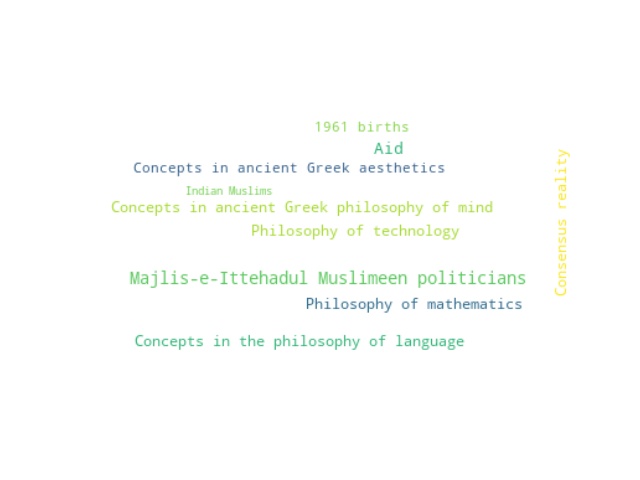 1961 births
Aid
Concepts in ancient Greek aesthetics
Indian Muslims
Concepts in ancient Greek philosophy of mind
Philosophy of technology
Majlis-e-Ittehadul Muslimeen politicians
Philosophy of mathematics
Concepts in the philosophy of language
Consensus reality